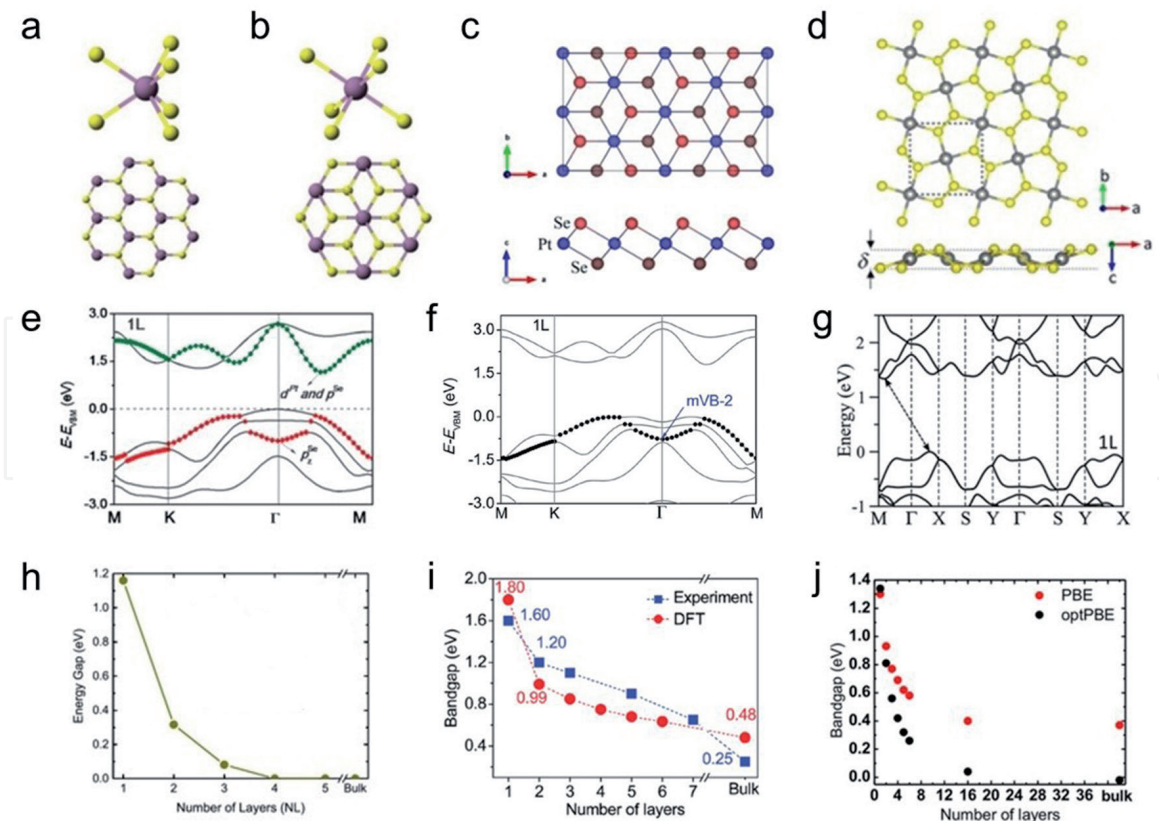 a
b
c
d
b
a
Se
Pt
Se
c
a
b
a
δ
a
c
e
f
g
3.0
1.5
0.0
-1.5
-3.0
E-E_VBM (eV)
1L
d^Pt and p^Se
p_z^Se
M K Γ M
3.0
1.5
0.0
-1.5
-3.0
E-E_VBM (eV)
1L
mVB-2
M K Γ M
2
1
0
-1
Energy (eV)
1L
M Γ X S Y Γ S Y X
h
i
j
1.2
1.0
0.8
0.6
0.4
0.2
0.0
Energy Gap (eV)
1 2 3 4 5 Bulk
Number of Layers (NL)
2.0
1.6
1.2
0.8
0.4
Bandgap (eV)
1.80
1.60
1.20
0.99
0.48
0.25
Experiment
DFT
1 2 3 4 5 6 7 Bulk
Number of layers
1.4
1.2
1.0
0.8
0.6
0.4
0.2
0.0
Bandgap (eV)
PBE
optPBE
0 4 8 12 16 20 24 28 32 36 bulk
Number of layers